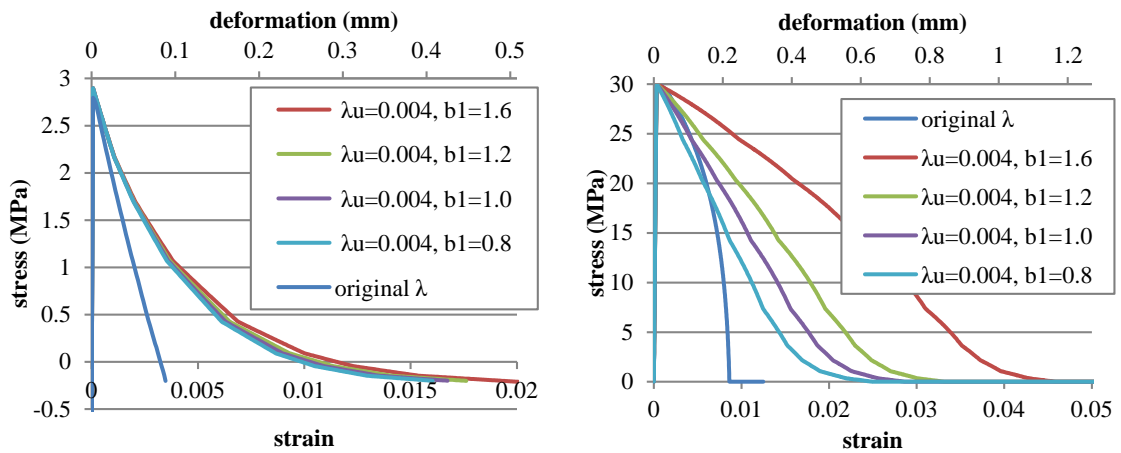 deformation (mm)
0 0.1 0.2 0.3 0.4 0.5
3
2.5
2
1.5
1
0.5
0
-0.5
stress (MPa)
λu=0.004, b1=1.6
λu=0.004, b1=1.2
λu=0.004, b1=1.0
λu=0.004, b1=0.8
original λ
0 0.005 0.01 0.015 0.02
strain
deformation (mm)
0 0.2 0.4 0.6 0.8 1 1.2
30
25
20
15
10
5
0
stress (MPa)
original λ
λu=0.004, b1=1.6
λu=0.004, b1=1.2
λu=0.004, b1=1.0
λu=0.004, b1=0.8
0 0.01 0.02 0.03 0.04 0.05
strain